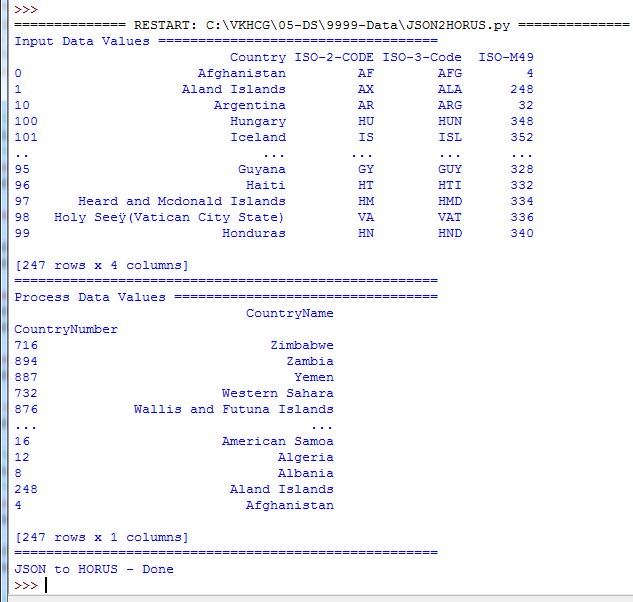 >>>
============== RESTART: C:\VKHCG\05-DS\9999-Data\JSON2HORUS.py ==============
Input Data Values ===================================
Country ISO-2-CODE ISO-3-Code  ISO-M49
0                      Afghanistan         AF        AFG        4
1                    Aland Islands         AX        ALA      248
10                       Argentina         AR        ARG       32
100                        Hungary         HU        HUN      348
101                        Iceland         IS        ISL      352
..                             ...        ...        ...      ...
95                          Guyana         GY        GUY      328
96                           Haiti         HT        HTI      332
97      Heard and Mcdonald Islands         HM        HMD      334
98   Holy Seeÿ(Vatican City State)         VA        VAT      336
99                        Honduras         HN        HND      340
[247 rows x 4 columns]
=====================================================
Process Data Values =================================
CountryName
CountryNumber
716                             Zimbabwe
894                               Zambia
887                                Yemen
732                       Western Sahara
876            Wallis and Futuna Islands
...                                  ...
16                        American Samoa
12                               Algeria
8                                Albania
248                        Aland Islands
4                            Afghanistan
[247 rows x 1 columns]
=====================================================
JSON to HORUS - Done
>>>